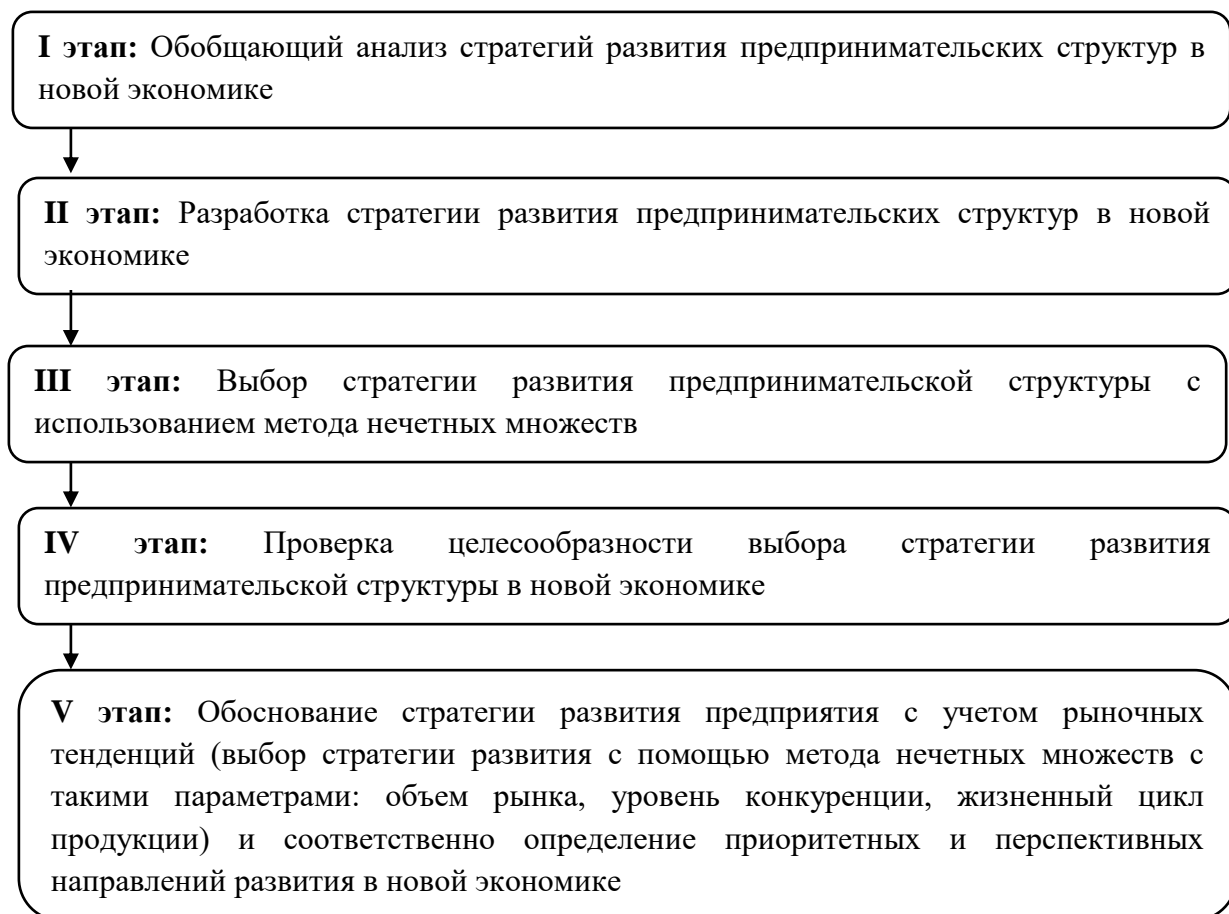 I этап: Обобщающий анализ стратегий развития предпринимательских структур в
новой экономике
II этап: Разработка стратегии развития предпринимательских структур в новой
экономике
III этап: Выбор стратегии развития предпринимательской структуры с
использованием метода нечетных множеств
IV этап: Проверка целесообразности выбора стратегии развития
предпринимательской структуры в новой экономике
V этап: Обоснование стратегии развития предприятия с учетом рыночных
тенденций (выбор стратегии развития с помощью метода нечетных множеств с
такими параметрами: объем рынка, уровень конкуренции, жизненный цикл
продукции) и соответственно определение приоритетных и перспективных
направлений развития в новой экономике